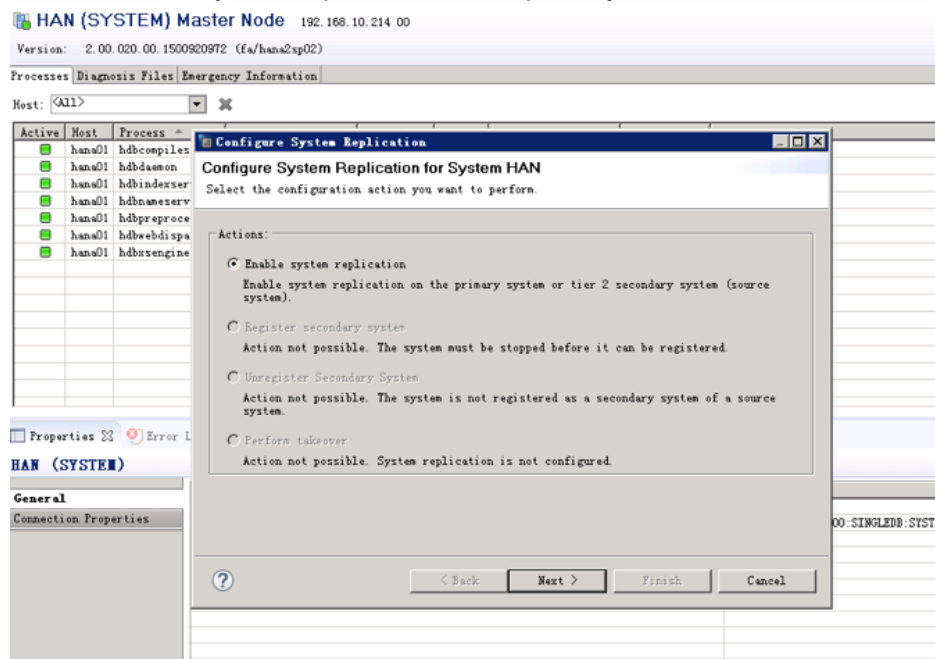 HAN (SYSTEM) Master Node 192.168.10.214 00
Version: 2.00.020.00.1500920972 (fa/hana2sp02)
Processes Diagnosis Files Emergency Information
Host: <All>
Active Host Process
hana01 hdbcompiles
hana01 hdbdaemon
hana01 hdbindexser
hana01 hdbnameserv
hana01 hdbpreproce
hana01 hdbwebdispa
hana01 hdbxsengine
Configure System Replication
Configure System Replication for System HAN
Select the configuration action you want to perform.
Actions:
Enable system replication
Enable system replication on the primary system or tier 2 secondary system (source
system).
Register secondary system
Action not possible. The system must be stopped before it can be registered.
Unregister Secondary System
Action not possible. The system is not registered as a secondary system of a source
system.
Perform takeover
Action not possible. System replication is not configured.
? < Back Next > Finish Cancel
Properties Error L
HAN (SYSTEM)
General
Connection Properties
00:SINGLEDB:SYST